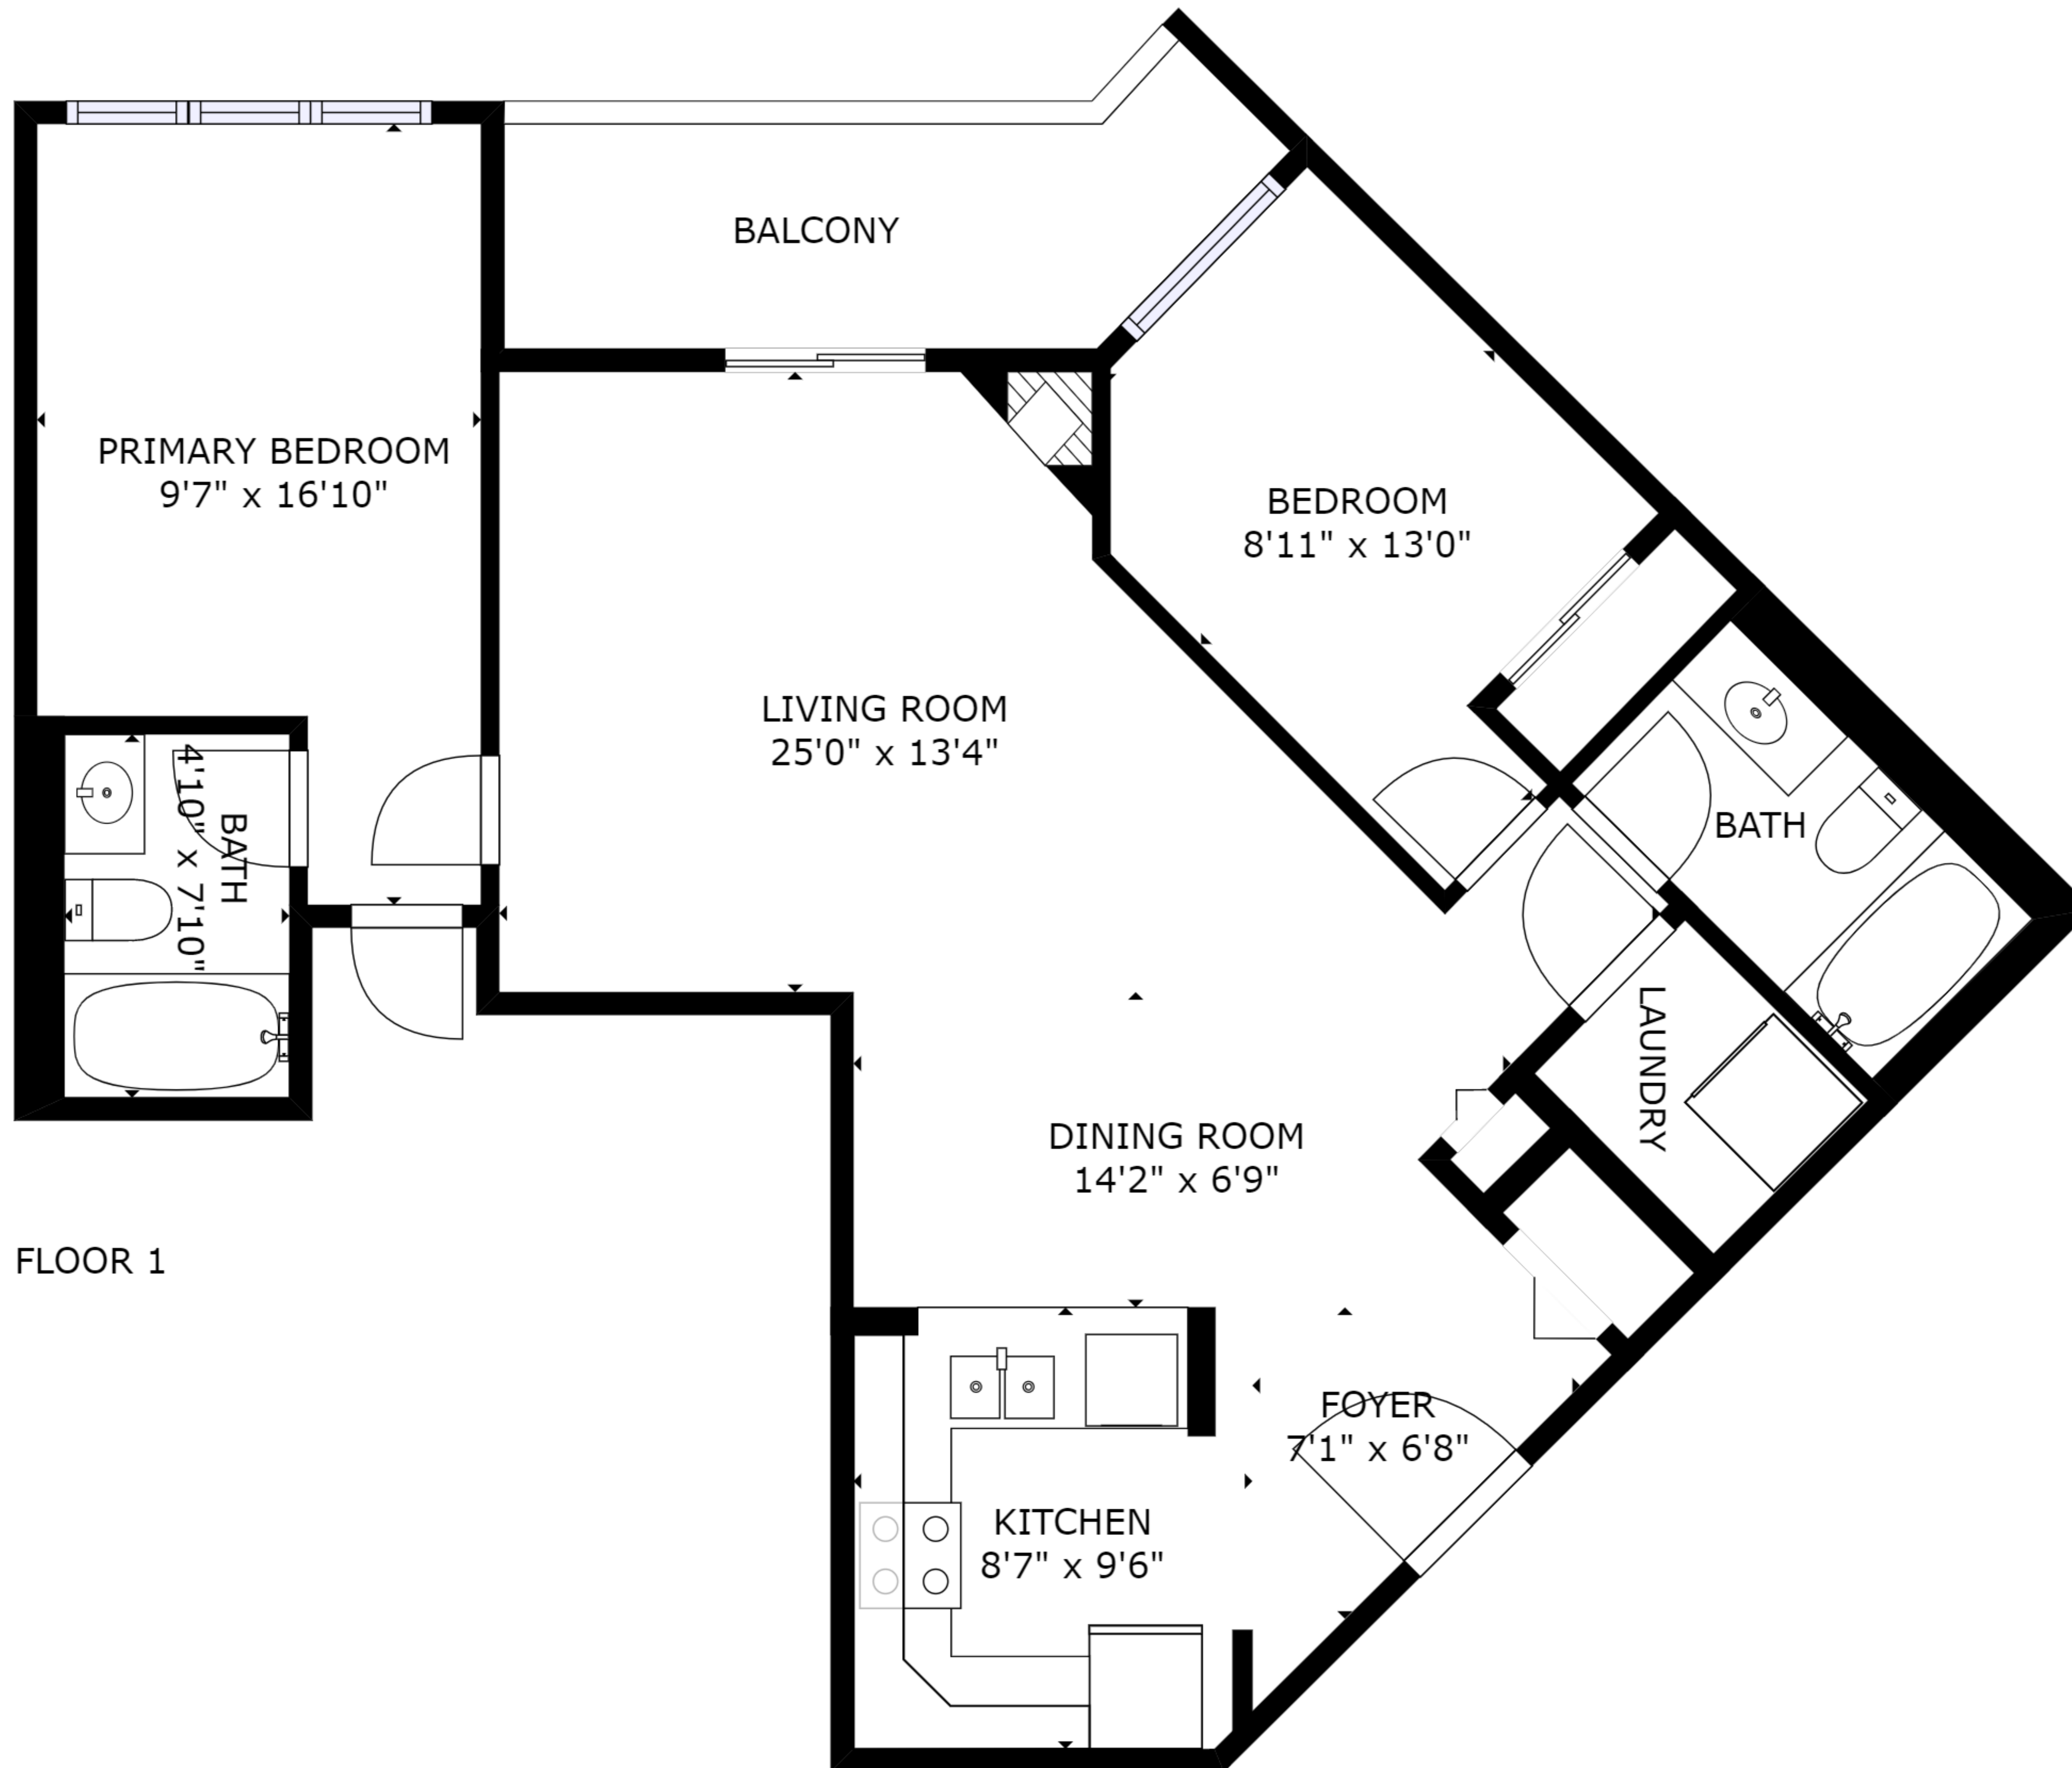 BALCONY
PRIMARY BEDROOM
9'7" x 16'10"
BEDROOM
8'11" x 13'0"
LIVING ROOM
25'0" x 13'4"
BATH
4'10" x 7'10"
BATH
LAUNDRY
DINING ROOM
14'2" x 6'9"
FLOOR 1
FOYER
7'1" x 6'8"
KITCHEN
8'7" x 9'6"